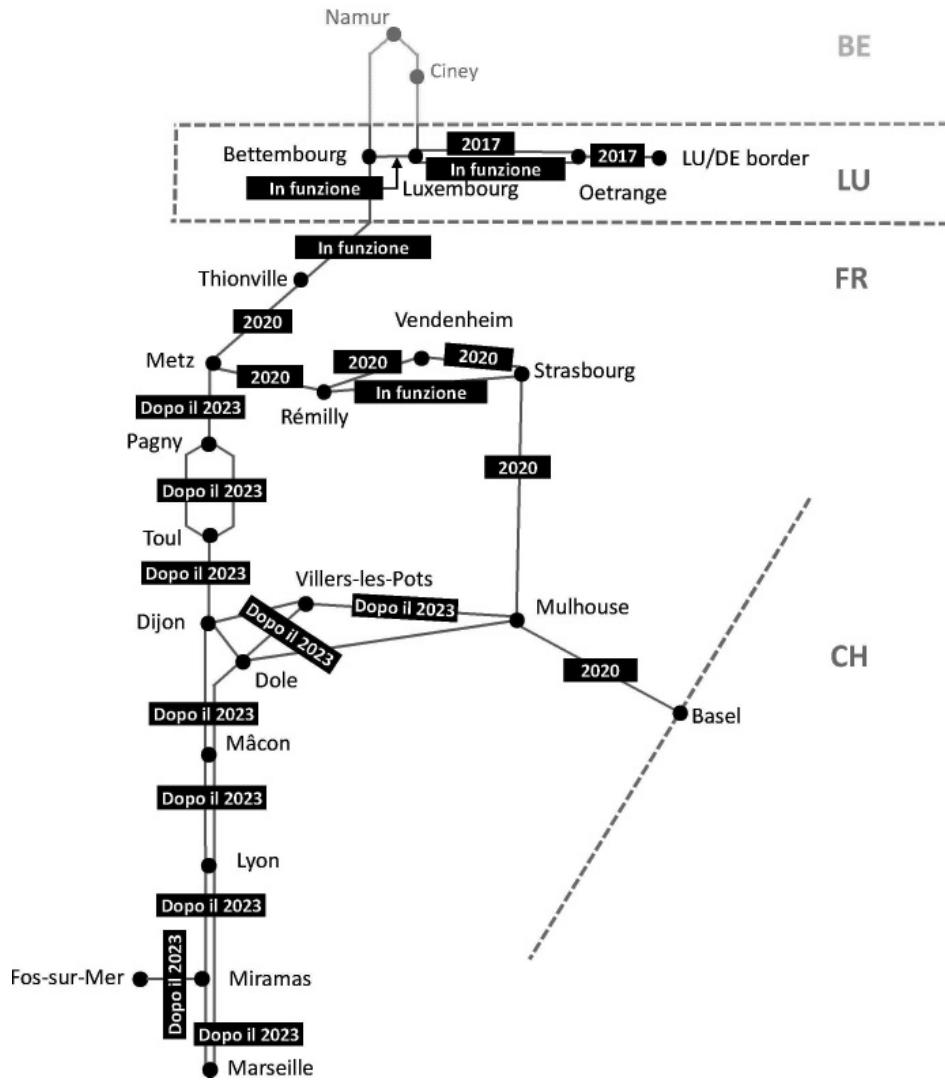 Namur
BE
Ciney
2017
Bettembourg
2017
LU/DE border
In funzione
In funzione
Luxembourg
Oetrange
LU
In funzione
FR
Thionville
2020
Vendenheim
Metz
2020
2020
2020
Strasbourg
In funzione
Rémilly
Dopo il 2023
Pagny
2020
Dopo il 2023
Toul
Dopo il 2023
Villers-les-Pots
Dopo il 2023
Mulhouse
Dijon
Dopo il 2023
CH
Dole
2020
Dopo il 2023
Basel
Mâcon
Dopo il 2023
Lyon
Dopo il 2023
Fos-sur-Mer
Dopo il 2023
Miramas
Dopo il 2023
Marseille